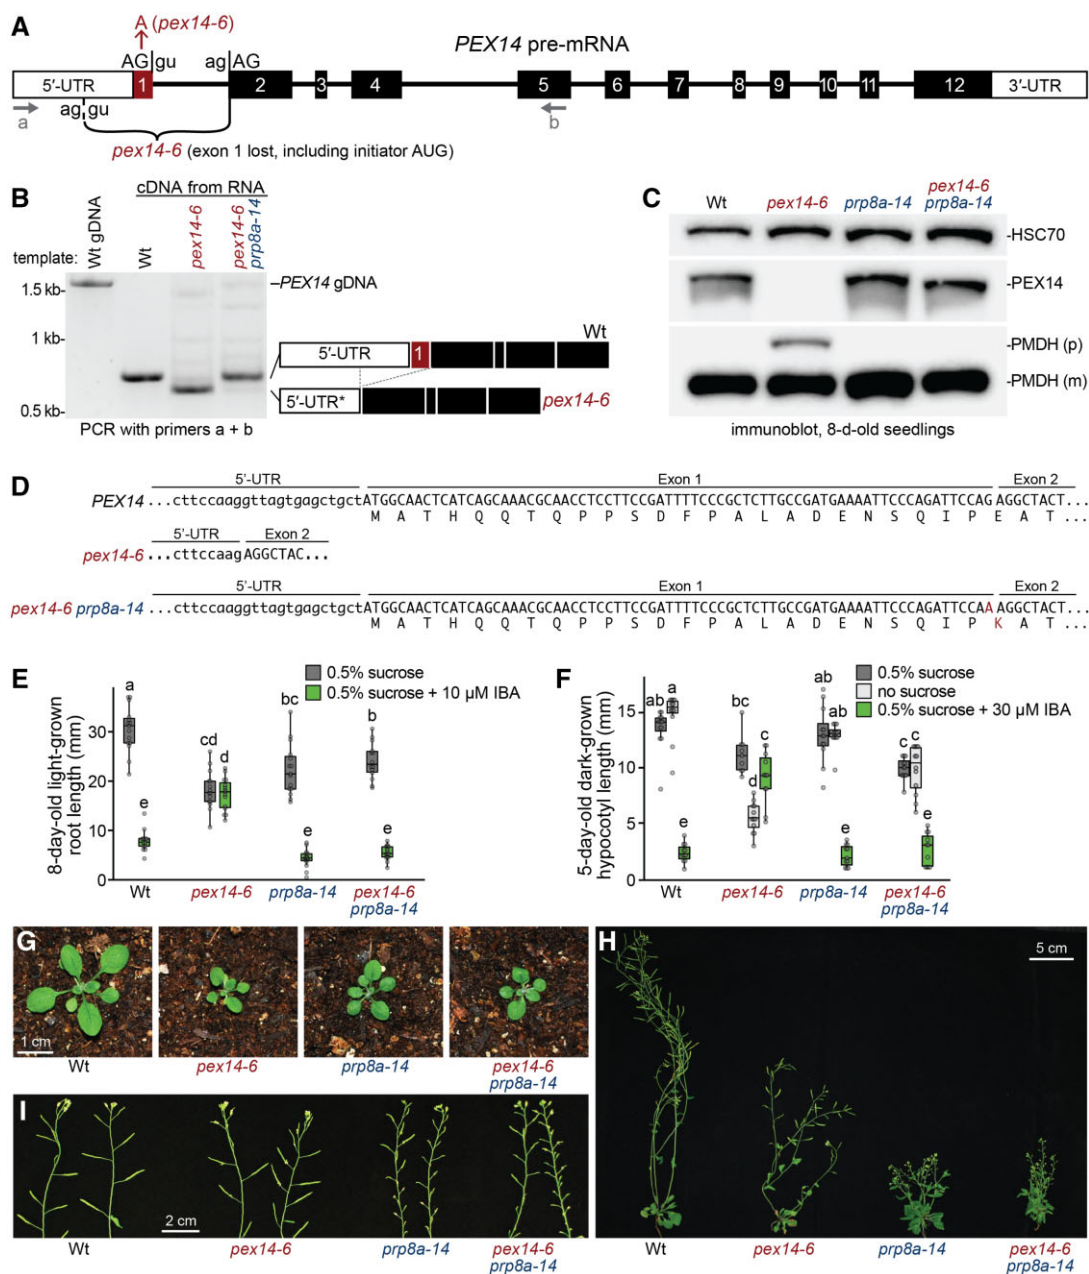 A
A (pex14-6)
AG|gu ag|AG
PEX14 pre-mRNA
5′-UTR 1 2 3 4 5 6 7 8 9 10 11 12 3′-UTR
a ag gu b
pex14-6 (exon 1 lost, including initiator AUG)
B
cDNA from RNA
template: Wt gDNA Wt pex14-6 pex14-6 prp8a-14
1.5 kb-
1 kb-
0.5 kb-
–PEX14 gDNA
Wt
5′-UTR 1
5′-UTR* pex14-6
PCR with primers a + b
C
Wt pex14-6 prp8a-14 pex14-6 prp8a-14
-HSC70
-PEX14
-PMDH (p)
-PMDH (m)
immunoblot, 8-d-old seedlings
D
5’-UTR Exon 1 Exon 2
PEX14 ...cttccaaggttagtgagctgctATGGCAACTCATCAGCAAACGCAACCTCCTTCCGATTTTCCCGCTCTTGCCGATGAAAATTCCCAGATTCCAG AGGCTACT...
M A T H Q Q T Q P P S D F P A L A D E N S Q I P E A T ...
5’-UTR Exon 2
pex14-6 ...cttccaag AGGCTAC...
5’-UTR Exon 1 Exon 2
pex14-6 prp8a-14 ...cttccaaggttagtgagctgctATGGCAACTCATCAGCAAACGCAACCTCCTTCCGATTTTCCCGCTCTTGCCGATGAAAATTCCCAGATTCCAA AGGCTACT...
M A T H Q Q T Q P P S D F P A L A D E N S Q I P K A T ...
E
0.5% sucrose
0.5% sucrose + 10 µM IBA
8-day-old light-grown
root length (mm)
30
20
10
0
a e cd d bc e b e
Wt pex14-6 prp8a-14 pex14-6
prp8a-14
F
0.5% sucrose
no sucrose
0.5% sucrose + 30 µM IBA
5-day-old dark-grown
hypocotyl length (mm)
15
10
5
0
ab a e bc d c ab ab e c c e
Wt pex14-6 prp8a-14 pex14-6
prp8a-14
G
1 cm
Wt pex14-6 prp8a-14 pex14-6
prp8a-14
H
5 cm
Wt pex14-6 prp8a-14 pex14-6
prp8a-14
I
2 cm
Wt pex14-6 prp8a-14 pex14-6
prp8a-14